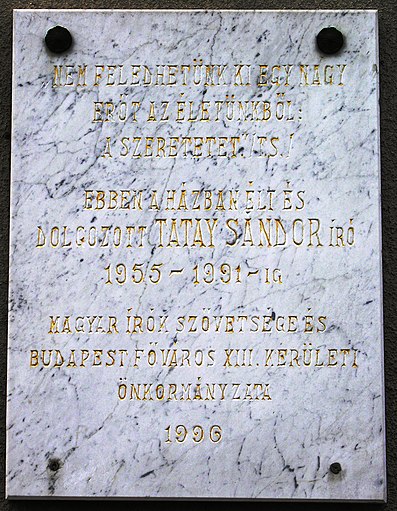 NEM FELEDHETÜNK KI EGY NAGY
ERŐT AZ ÉLETÜNKBŐL:
A SZERETETET." /T.S./
EBBEN A HÁZBAN ÉLT ÉS
DOLGOZOTT TATAY SÁNDOR ÍRÓ
1955-1991-IG
MAGYAR ÍRÓK SZÖVETSÉGE ÉS
BUDAPEST FŐVÁROS XIII. KERÜLETI
ÖNKORMÁNYZATA
1996